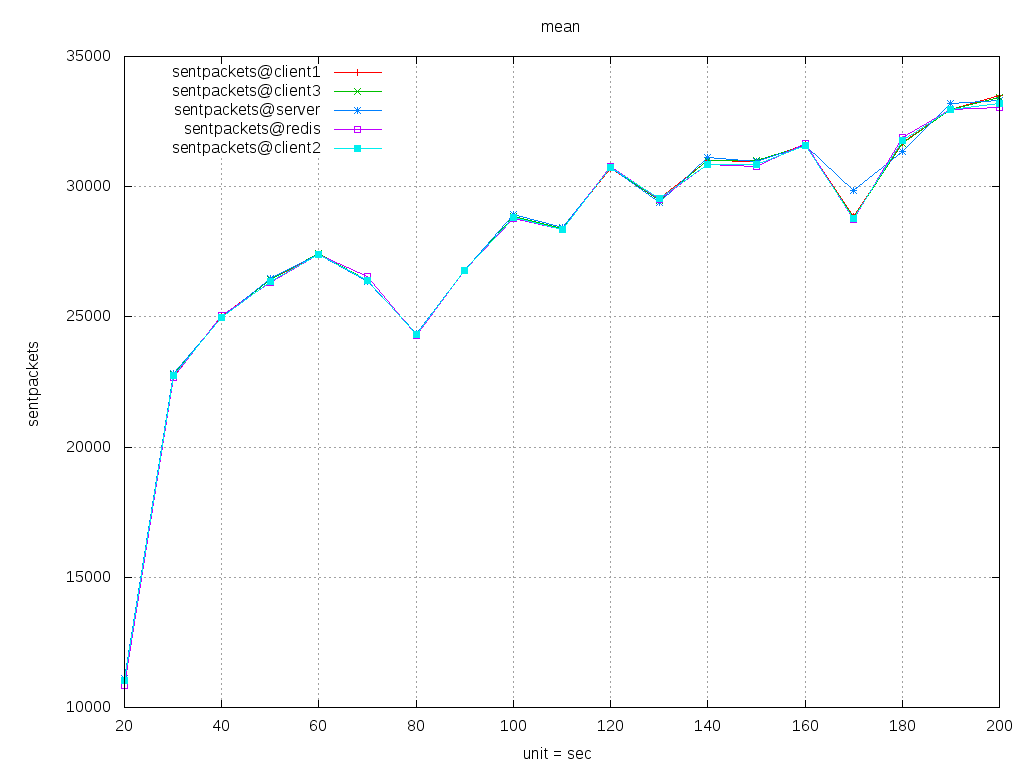 mean
35000
30000
25000
20000
15000
10000
sentpackets
sentpackets@client1
sentpackets@client3
sentpackets@server
sentpackets@redis
sentpackets@client2
20 40 60 80 100 120 140 160 180 200
unit = sec